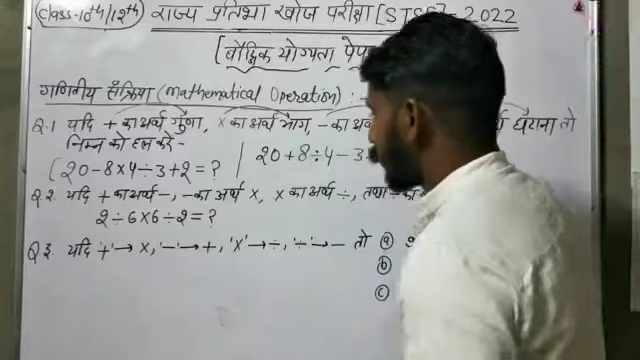 Class-10th/12th) राज्य प्रतिभा खोज परीक्षा [STSE]-2022
[बौद्धिक योग्यता
गणितीय संक्रिया (Mathematical Operation) :-
Q.1 यदि + का अर्थ गुणा, × का अर्थ भाग, - का घटाना तो
निम्न को हल करें -
(20-8×4÷3+2=? | 20+8÷4-3
Q 2. यदि + का अर्थ -, - का अर्थ ×, × का अर्थ ÷, तथा ÷ का
2÷6×6÷2=?
Q 3. यदि '+'→ ×, '-'→ +, '×'→ ÷, '÷'→ - तो (a)
(b)
(c)